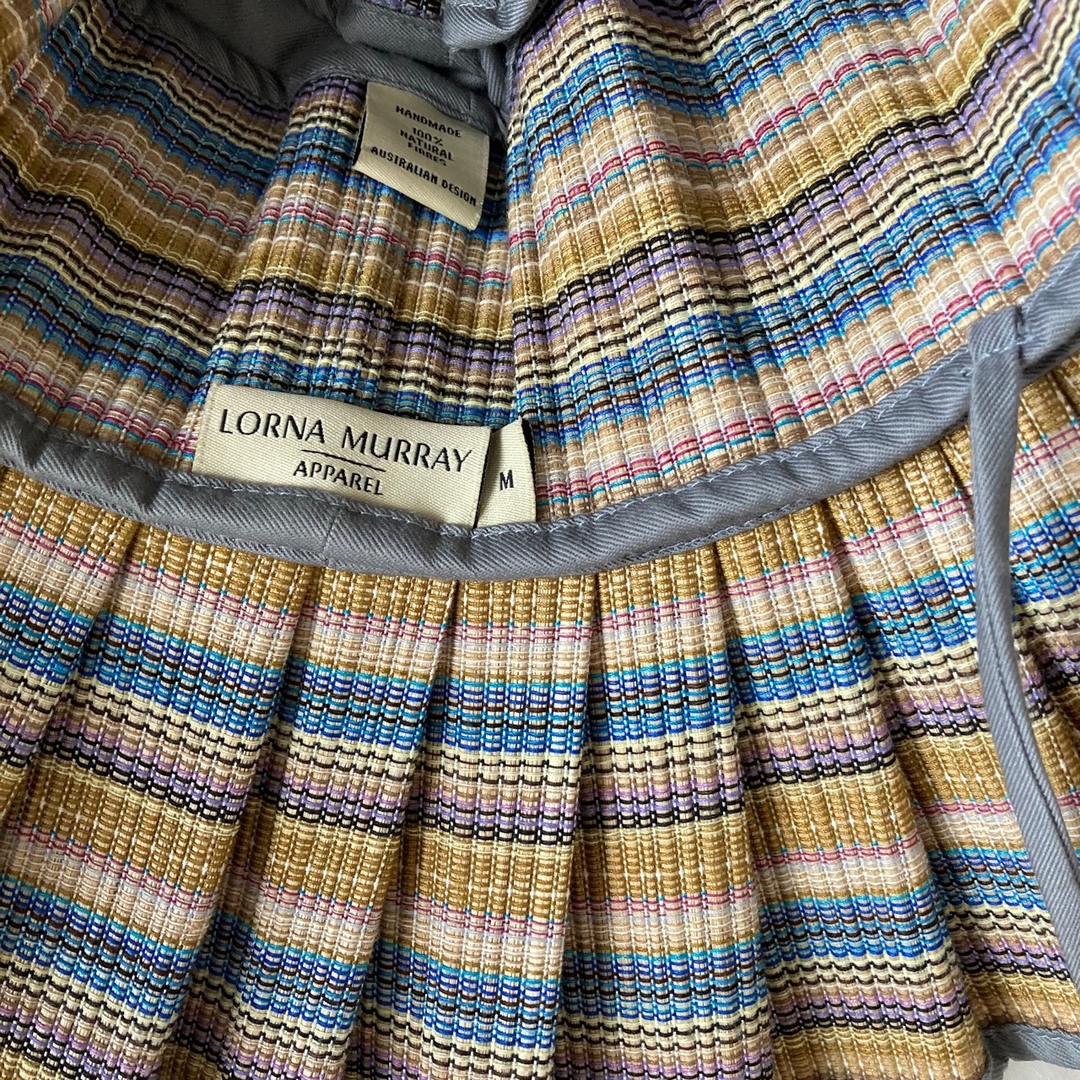 HANDMADE
100%
NATURAL
FIBRES
AUSTRALIAN DESIGN
LORNA MURRAY
APPAREL
M